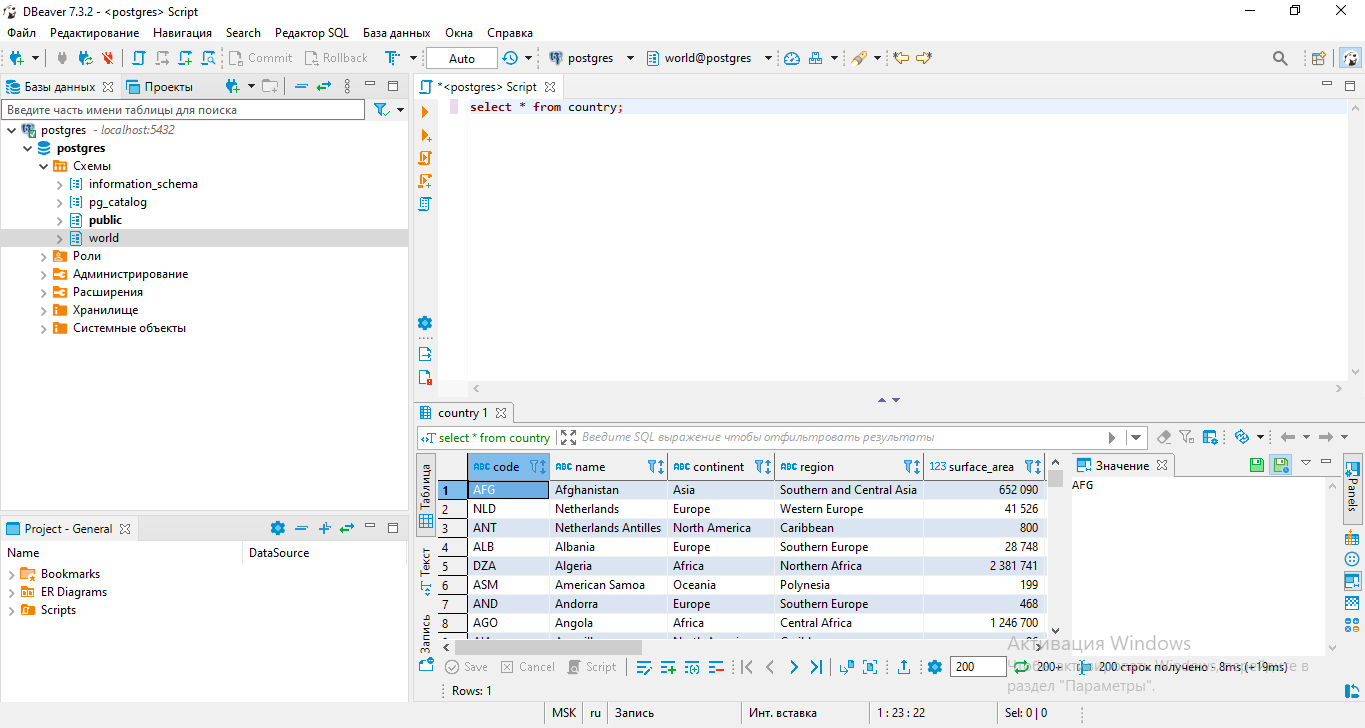 DBeaver 7.3.2 - <postgres> Script
Файл Редактирование Навигация Search Редактор SQL База данных Окна Справка
Commit Rollback Auto postgres world@postgres
Базы данных Проекты
Введите часть имени таблицы для поиска
postgres - localhost:5432
postgres
Схемы
information_schema
pg_catalog
public
world
Роли
Администрирование
Расширения
Хранилище
Системные объекты
Project - General
Name DataSource
Bookmarks
ER Diagrams
Scripts
*<postgres> Script
select * from country;
country 1
select * from country Введите SQL выражение чтобы отфильтровать результаты
Таблица
Текст
Запись
ABC code ABC name ABC continent ABC region 123 surface_area
1 AFG Afghanistan Asia Southern and Central Asia 652 090
2 NLD Netherlands Europe Western Europe 41 526
3 ANT Netherlands Antilles North America Caribbean 800
4 ALB Albania Europe Southern Europe 28 748
5 DZA Algeria Africa Northern Africa 2 381 741
6 ASM American Samoa Oceania Polynesia 199
7 AND Andorra Europe Southern Europe 468
8 AGO Angola Africa Central Africa 1 246 700
Значение
AFG
Panels
Активация Windows
Save Cancel Script 200 200+ 200 строк получено - 8ms (+19ms)
раздел "Параметры".
Rows: 1
MSK ru Запись Инт. вставка 1 : 23 : 22 Sel: 0 | 0